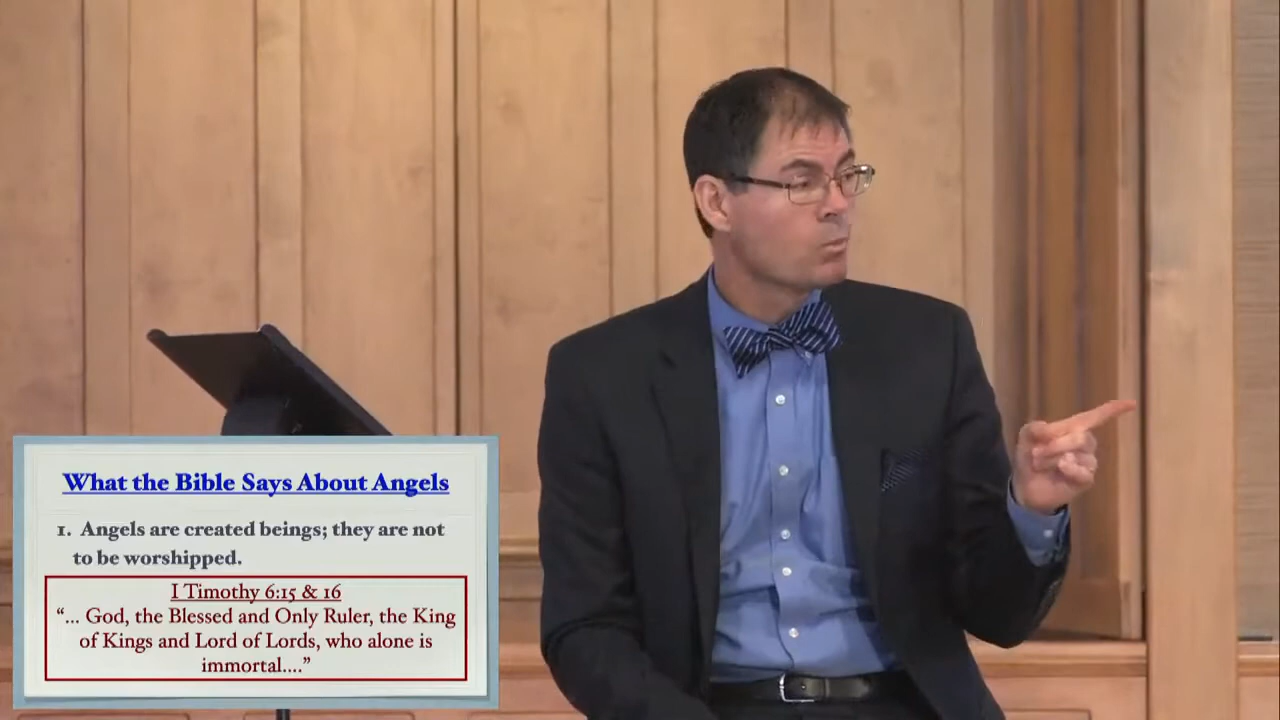 What the Bible Says About Angels
1. Angels are created beings; they are not
to be worshipped.
I Timothy 6:15 & 16
“... God, the Blessed and Only Ruler, the King
of Kings and Lord of Lords, who alone is
immortal....”